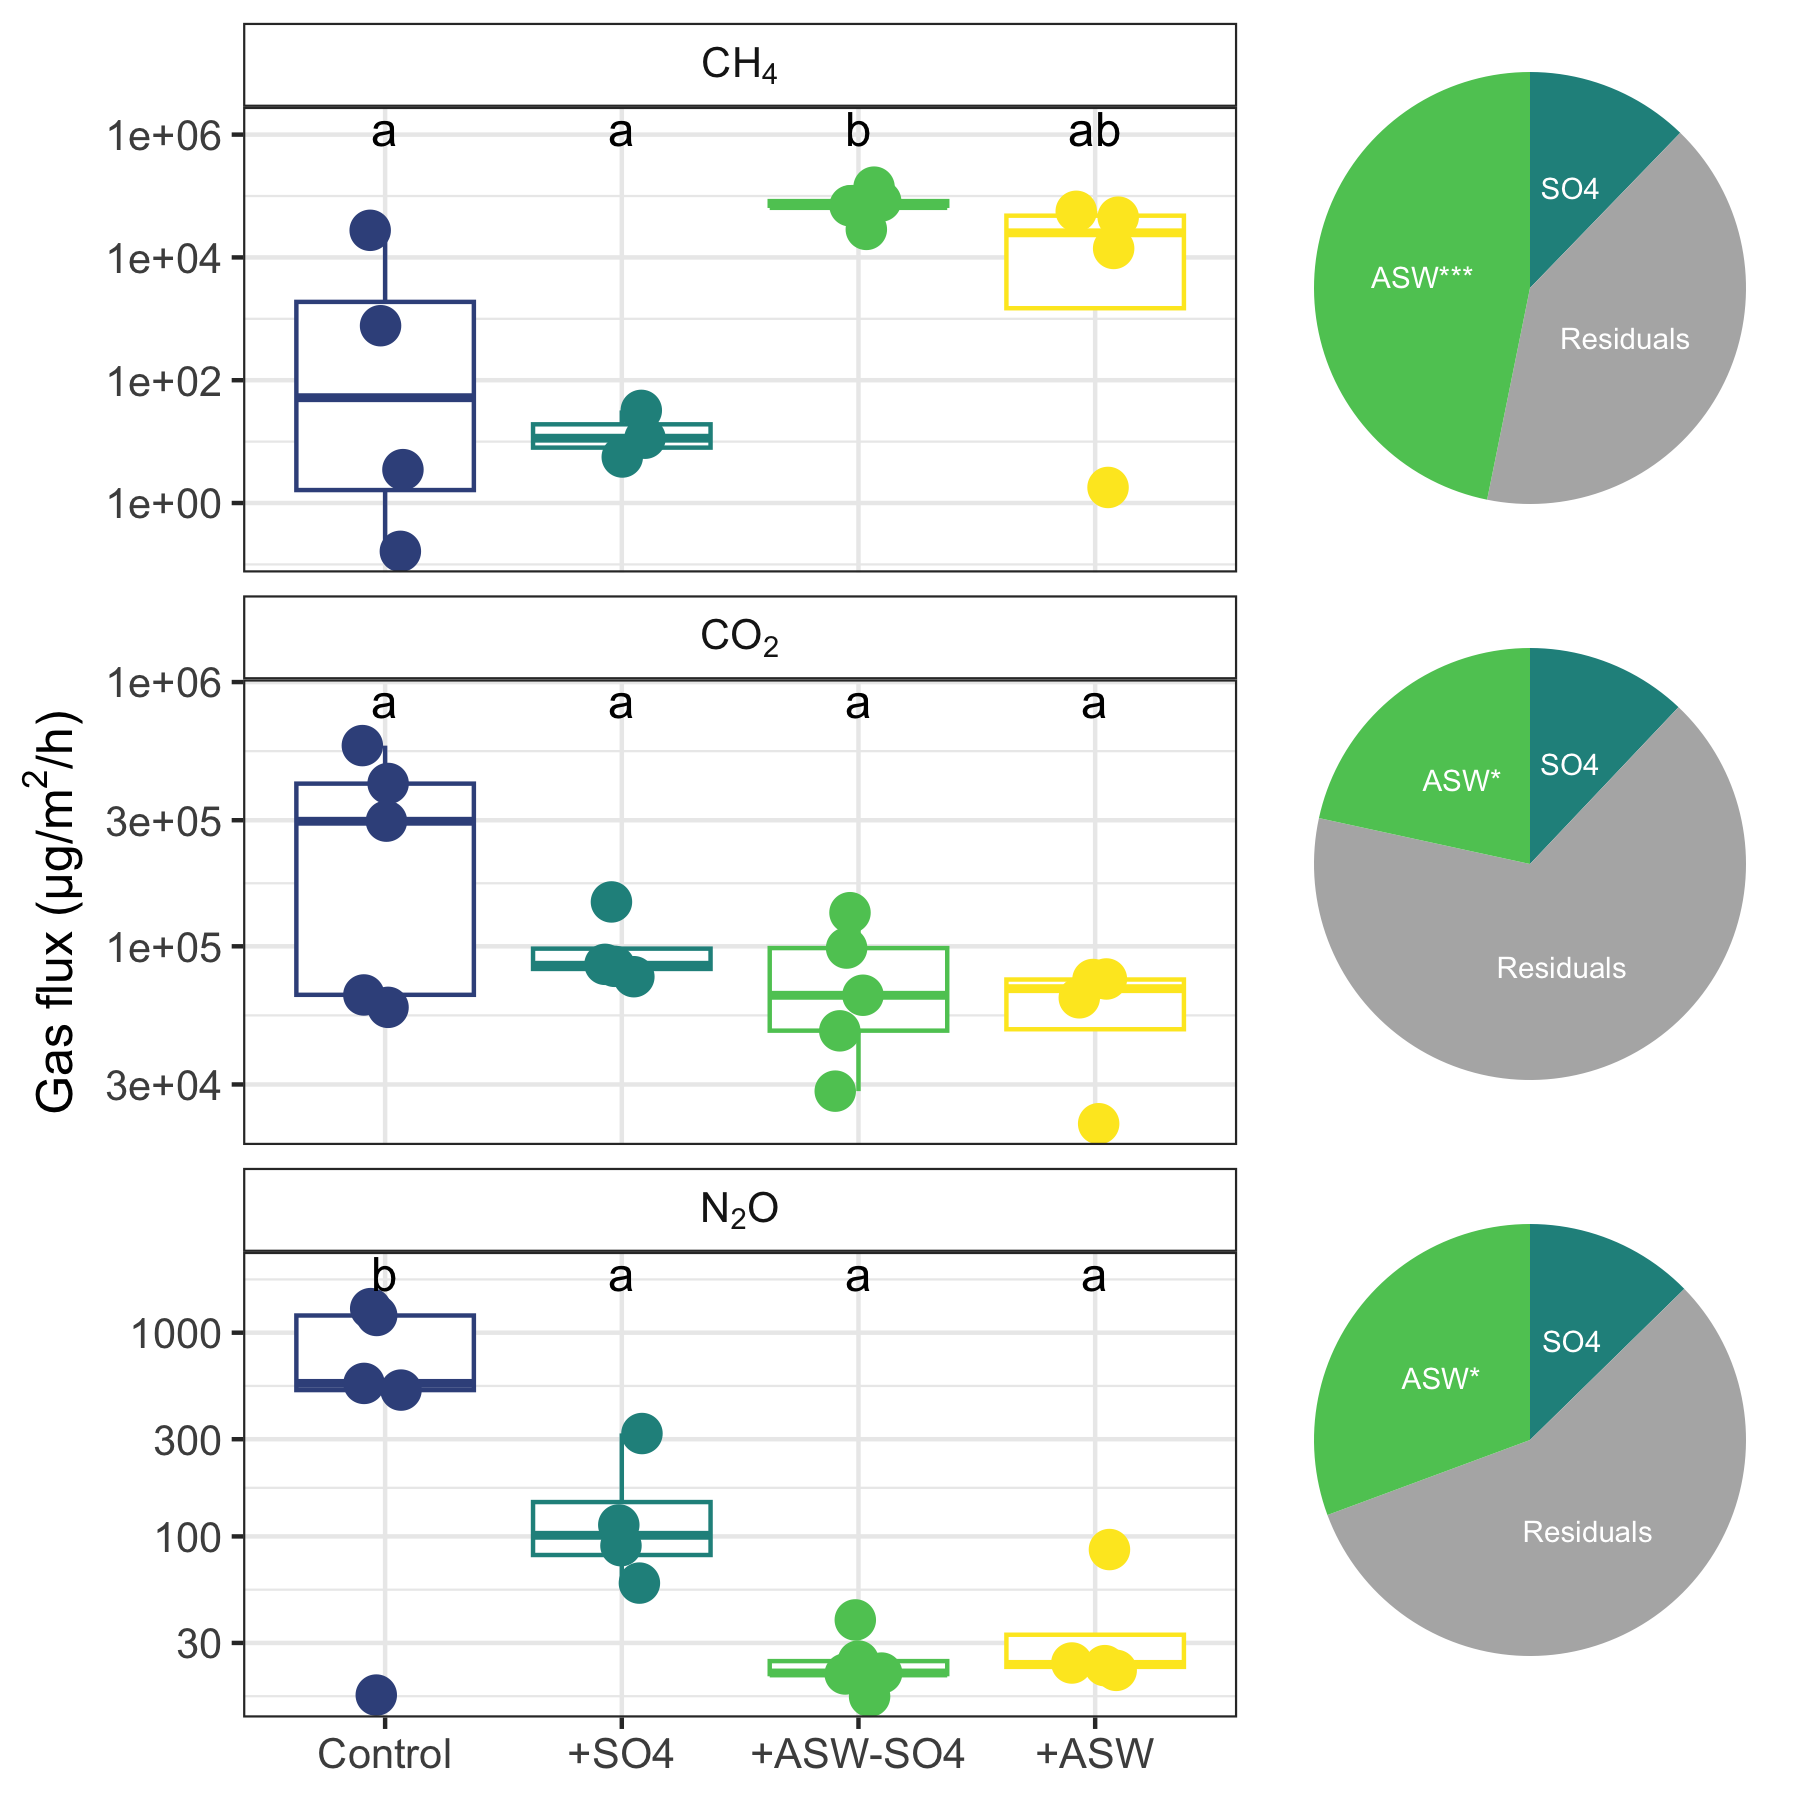 Gas flux (µg/m²/h)
CH₄
1e+06
1e+04
1e+02
1e+00
a a b ab
SO4
ASW***
Residuals
CO₂
1e+06
3e+05
1e+05
3e+04
a a a a
SO4
ASW*
Residuals
N₂O
1000
300
100
30
b a a a
SO4
ASW*
Residuals
Control +SO4 +ASW-SO4 +ASW